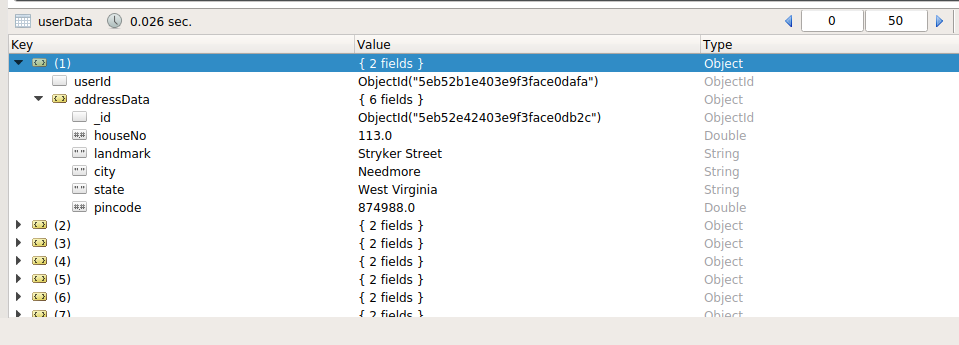 userData 0.026 sec. 0 50
Key Value Type
(1) { 2 fields } Object
userId ObjectId("5eb52b1e403e9f3face0dafa") ObjectId
addressData { 6 fields } Object
_id ObjectId("5eb52e42403e9f3face0db2c") ObjectId
houseNo 113.0 Double
landmark Stryker Street String
city Needmore String
state West Virginia String
pincode 874988.0 Double
(2) { 2 fields } Object
(3) { 2 fields } Object
(4) { 2 fields } Object
(5) { 2 fields } Object
(6) { 2 fields } Object
(7) { 2 fields } Object